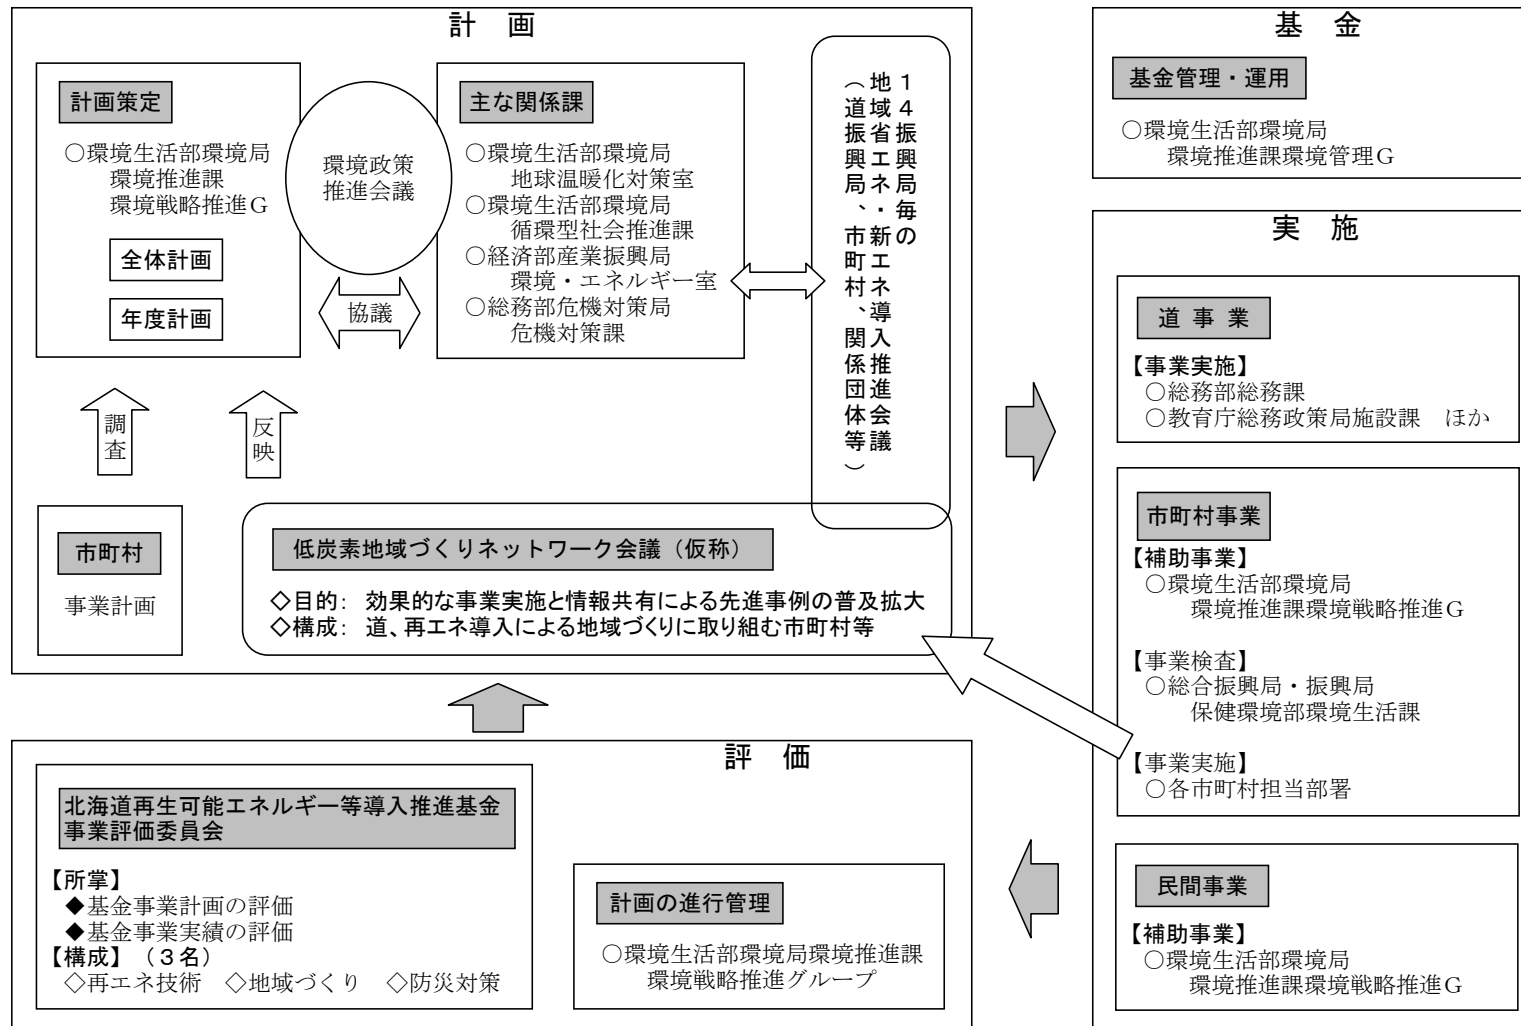 計　画
計画策定
○環境生活部環境局
環境推進課
環境戦略推進G
全体計画
年度計画
環境政策
推進会議
協議
主な関係課
○環境生活部環境局
地球温暖化対策室
○環境生活部環境局
循環型社会推進課
○経済部産業振興局
環境・エネルギー室
○総務部危機対策局
危機対策課
１４振興局毎の
地域省エネ・新エネ導入推進会議
（道振興局、市町村、関係団体等）
調査
反映
市町村
事業計画
低炭素地域づくりネットワーク会議（仮称）
◇目的：　効果的な事業実施と情報共有による先進事例の普及拡大
◇構成：　道、再エネ導入による地域づくりに取り組む市町村等
基　金
基金管理・運用
○環境生活部環境局
環境推進課環境管理G
実　施
道 事 業
【事業実施】
○総務部総務課
○教育庁総務政策局施設課　ほか
市町村事業
【補助事業】
○環境生活部環境局
環境推進課環境戦略推進G
【事業検査】
○総合振興局・振興局
保健環境部環境生活課
【事業実施】
○各市町村担当部署
民間事業
【補助事業】
○環境生活部環境局
環境推進課環境戦略推進G
評　価
北海道再生可能エネルギー等導入推進基金
事業評価委員会
【所掌】
◆基金事業計画の評価
◆基金事業実績の評価
【構成】（３名）
◇再エネ技術　◇地域づくり　◇防災対策
計画の進行管理
○環境生活部環境局環境推進課
環境戦略推進グループ